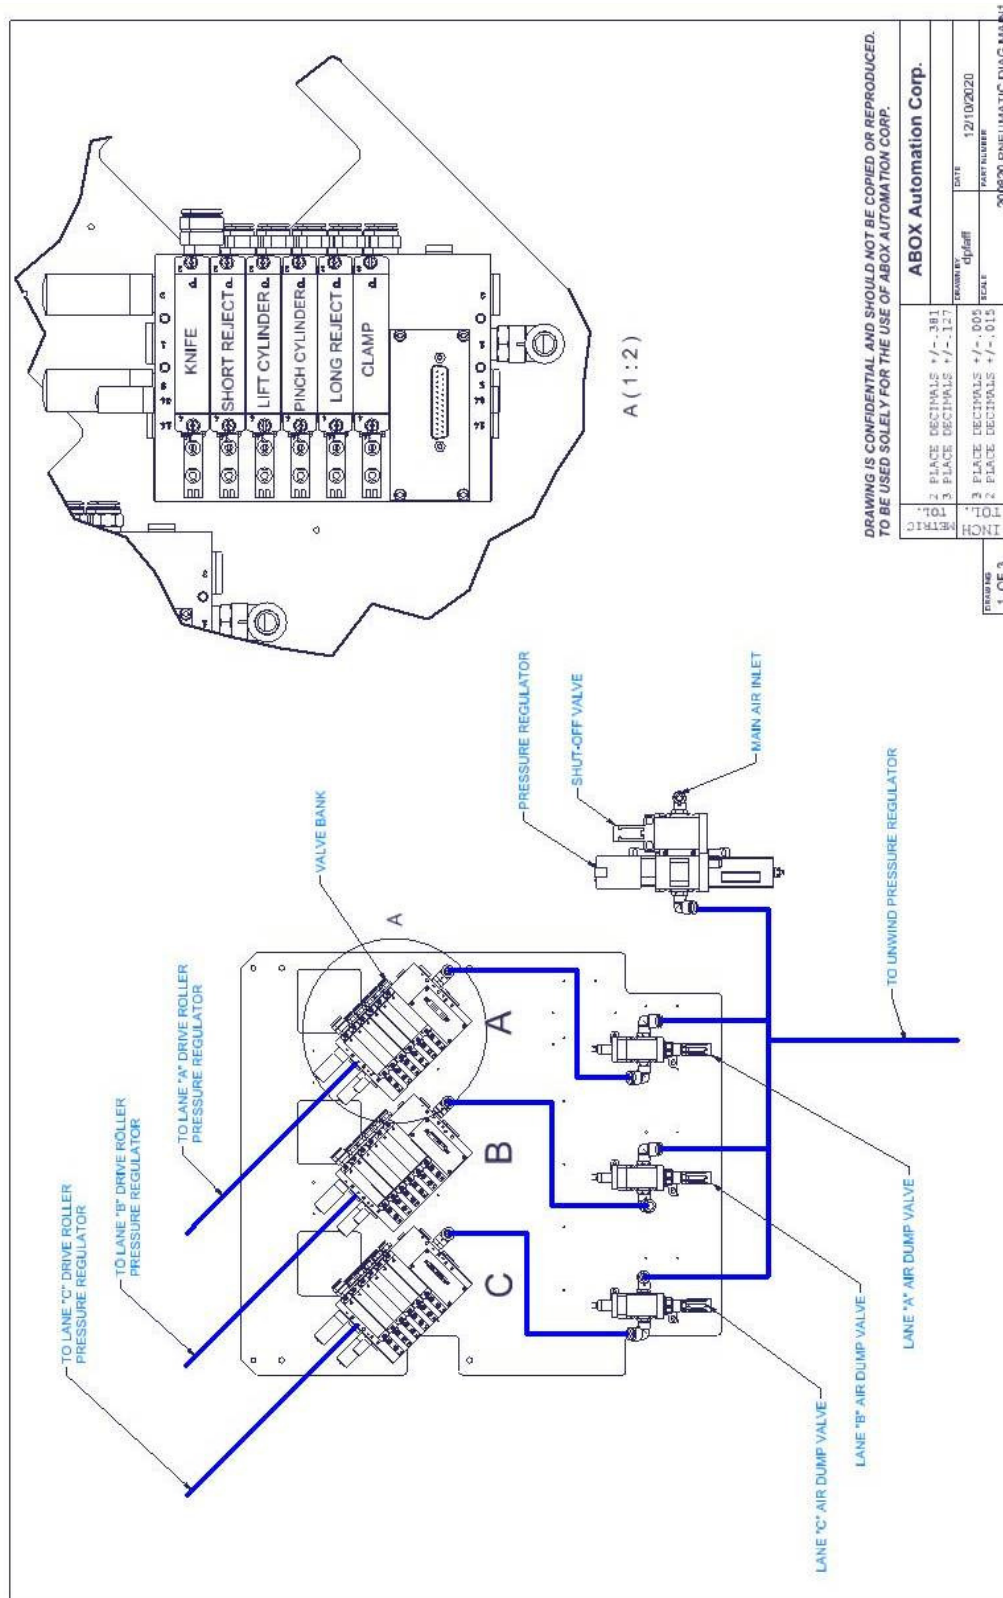 TO LANE "C" DRIVE ROLLER
PRESSURE REGULATOR
TO LANE "B" DRIVE ROLLER
PRESSURE REGULATOR
TO LANE "A" DRIVE ROLLER
PRESSURE REGULATOR
VALVE BANK
A
C
B
A
PRESSURE REGULATOR
SHUT-OFF VALVE
MAIN AIR INLET
TO UNWIND PRESSURE REGULATOR
LANE "C" AIR DUMP VALVE
LANE "B" AIR DUMP VALVE
LANE "A" AIR DUMP VALVE
KNIFE
SHORT REJECT
LIFT CYLINDER
PINCH CYLINDER
LONG REJECT
CLAMP
A ( 1 : 2 )
DRAWING IS CONFIDENTIAL AND SHOULD NOT BE COPIED OR REPRODUCED.
TO BE USED SOLELY FOR THE USE OF ABOX AUTOMATION CORP.
METRIC
TOL.
2 PLACE DECIMALS +/-.381
3 PLACE DECIMALS +/-.127
INCH
TOL.
3 PLACE DECIMALS +/-.005
2 PLACE DECIMALS +/-.015
ABOX Automation Corp.
DRAWN BY
dpfaff
DATE
12/10/2020
SCALE
PART NUMBER
PNEUMATIC DIAG MAIN1
DRAWING
1 OF 3